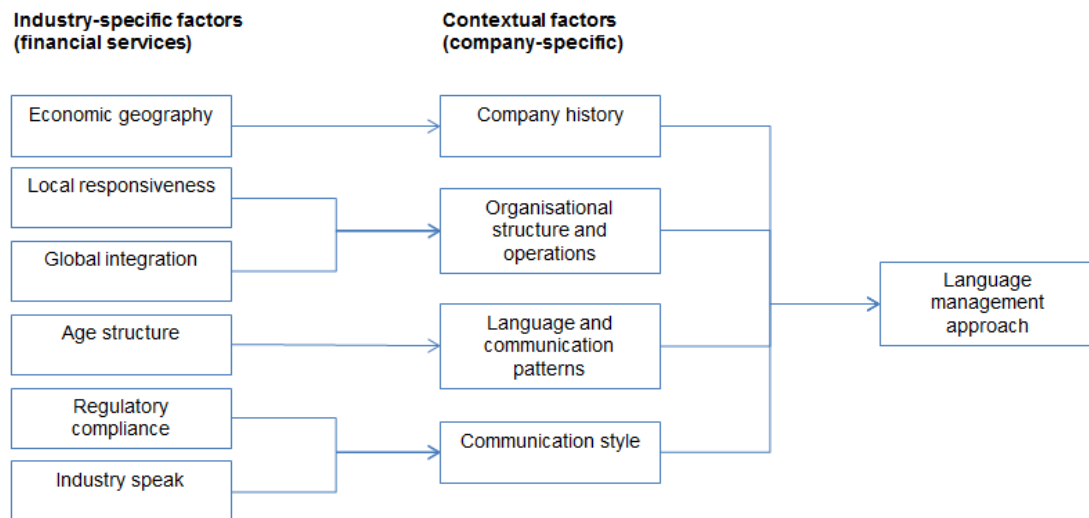 Industry-specific factors
(financial services)
Contextual factors
(company-specific)
Economic geography
Company history
Local responsiveness
Organisational
structure and
operations
Global integration
Language
management
approach
Age structure
Language and
communication
patterns
Regulatory
compliance
Communication style
Industry speak